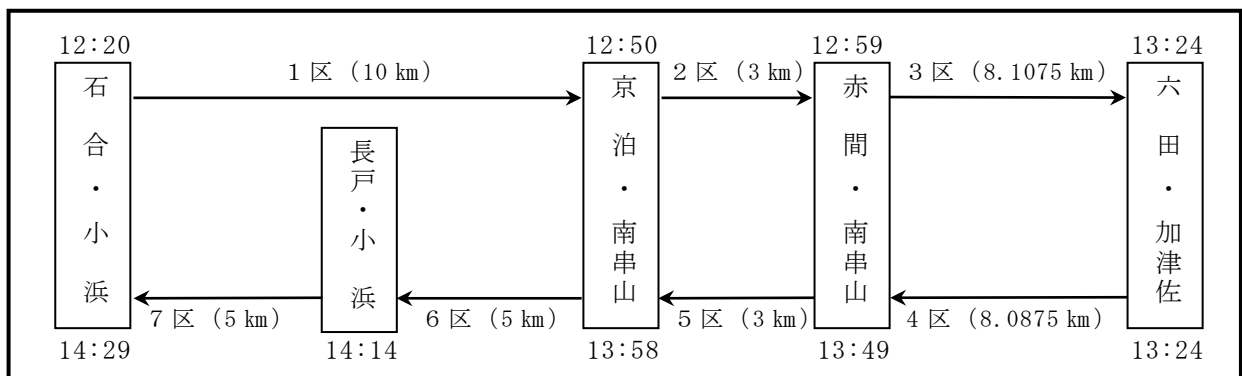 12:20 12:50 12:59 13:24
1区 (10 km) 2区 (3 km) 3区 (8.1075 km)
石合・小浜
長戸・小浜
京泊・南串山
赤間・南串山
六田・加津佐
7区 (5 km) 6区 (5 km) 5区 (3 km) 4区 (8.0875 km)
14:29 14:14 13:58 13:49 13:24